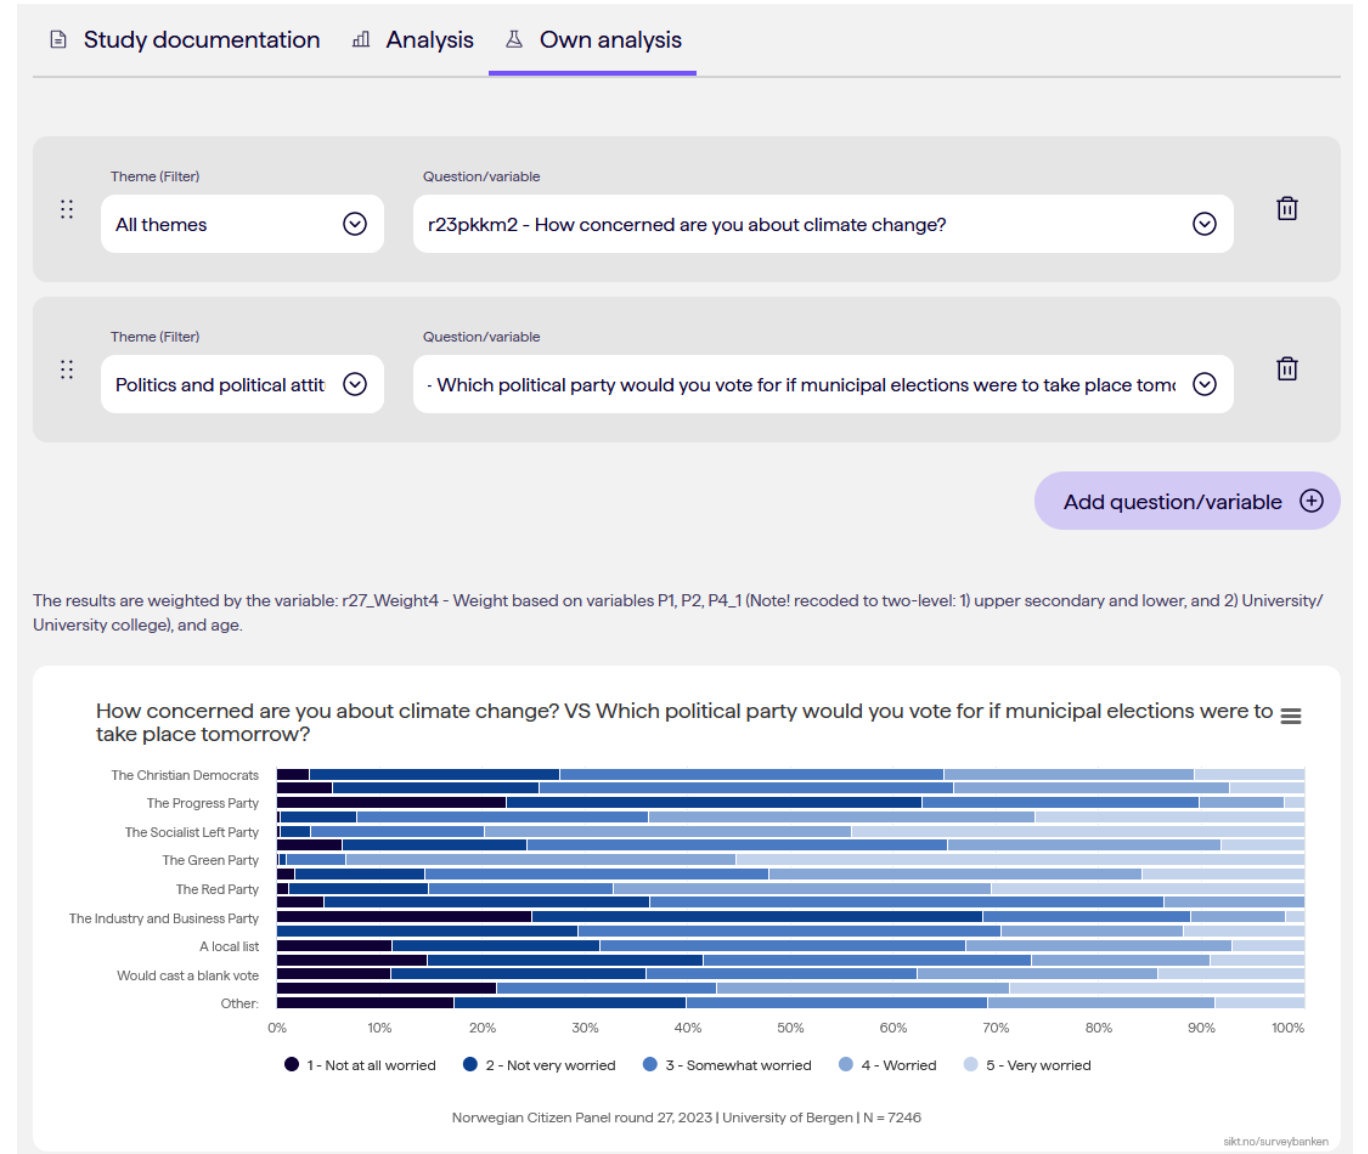 Study documentation
Analysis
Own analysis
Theme (Filter)
Question/variable
All themes
r23pkkm2 - How concerned are you about climate change?
Theme (Filter)
Question/variable
Politics and political attit
- Which political party would you vote for if municipal elections were to take place tomo
Add question/variable
The results are weighted by the variable: r27_Weight4 - Weight based on variables P1, P2, P4_1 (Note! recoded to two-level: 1) upper secondary and lower, and 2) University/
University college), and age.
How concerned are you about climate change? VS Which political party would you vote for if municipal elections were to
take place tomorrow?
The Christian Democrats
The Progress Party
The Socialist Left Party
The Green Party
The Red Party
The Industry and Business Party
A local list
Would cast a blank vote
Other:
0% 10% 20% 30% 40% 50% 60% 70% 80% 90% 100%
1 - Not at all worried 2 - Not very worried 3 - Somewhat worried 4 - Worried 5 - Very worried
Norwegian Citizen Panel round 27, 2023 | University of Bergen | N = 7246
sikt.no/surveybanken